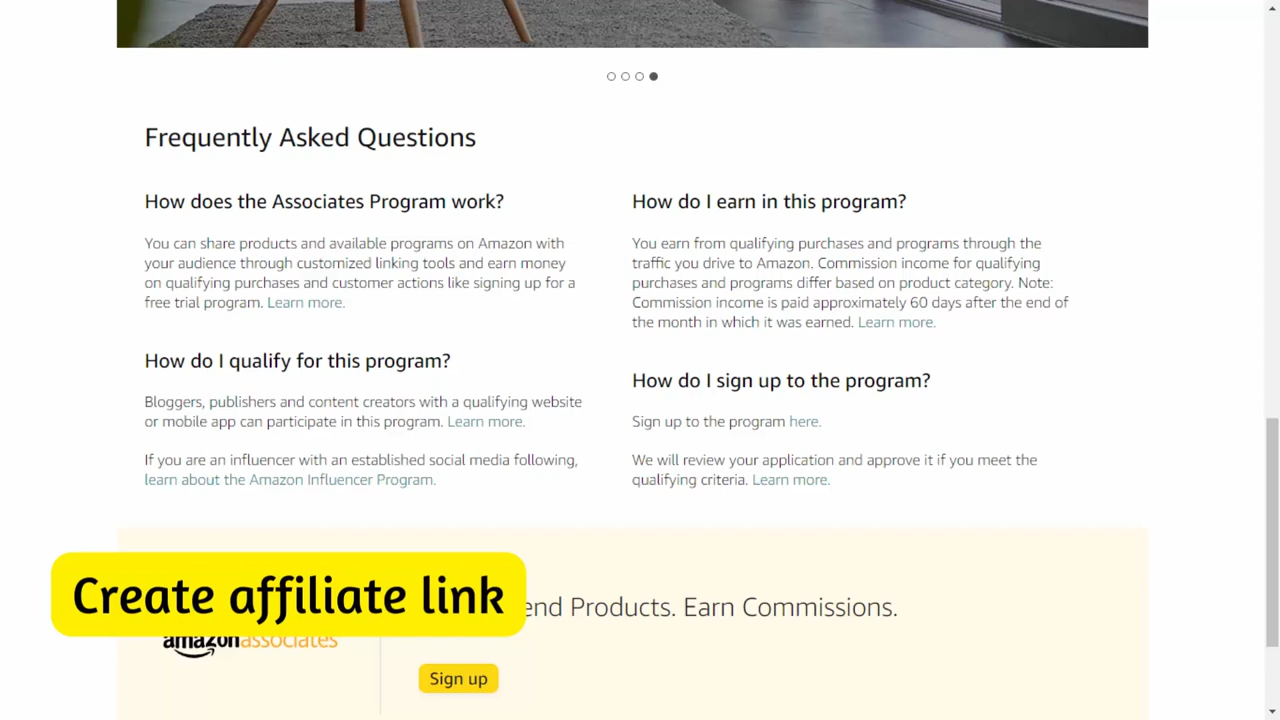 Frequently Asked Questions
How does the Associates Program work?
You can share products and available programs on Amazon with
your audience through customized linking tools and earn money
on qualifying purchases and customer actions like signing up for a
free trial program. Learn more.
How do I qualify for this program?
Bloggers, publishers and content creators with a qualifying website
or mobile app can participate in this program. Learn more.
If you are an influencer with an established social media following,
learn about the Amazon Influencer Program.
How do I earn in this program?
You earn from qualifying purchases and programs through the
traffic you drive to Amazon. Commission income for qualifying
purchases and programs differ based on product category. Note:
Commission income is paid approximately 60 days after the end of
the month in which it was earned. Learn more.
How do I sign up to the program?
Sign up to the program here.
We will review your application and approve it if you meet the
qualifying criteria. Learn more.
Create affiliate link
end Products. Earn Commissions.
amazon associates
Sign up